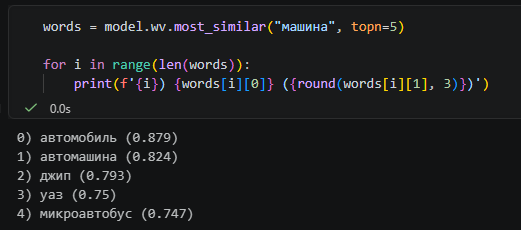 words = model.wv.most_similar("машина", topn=5)
for i in range(len(words)):
    print(f'{i}) {words[i][0]} ({round(words[i][1], 3)})')
0.0s
0) автомобиль (0.879)
1) автомашина (0.824)
2) джип (0.793)
3) уаз (0.75)
4) микроавтобус (0.747)